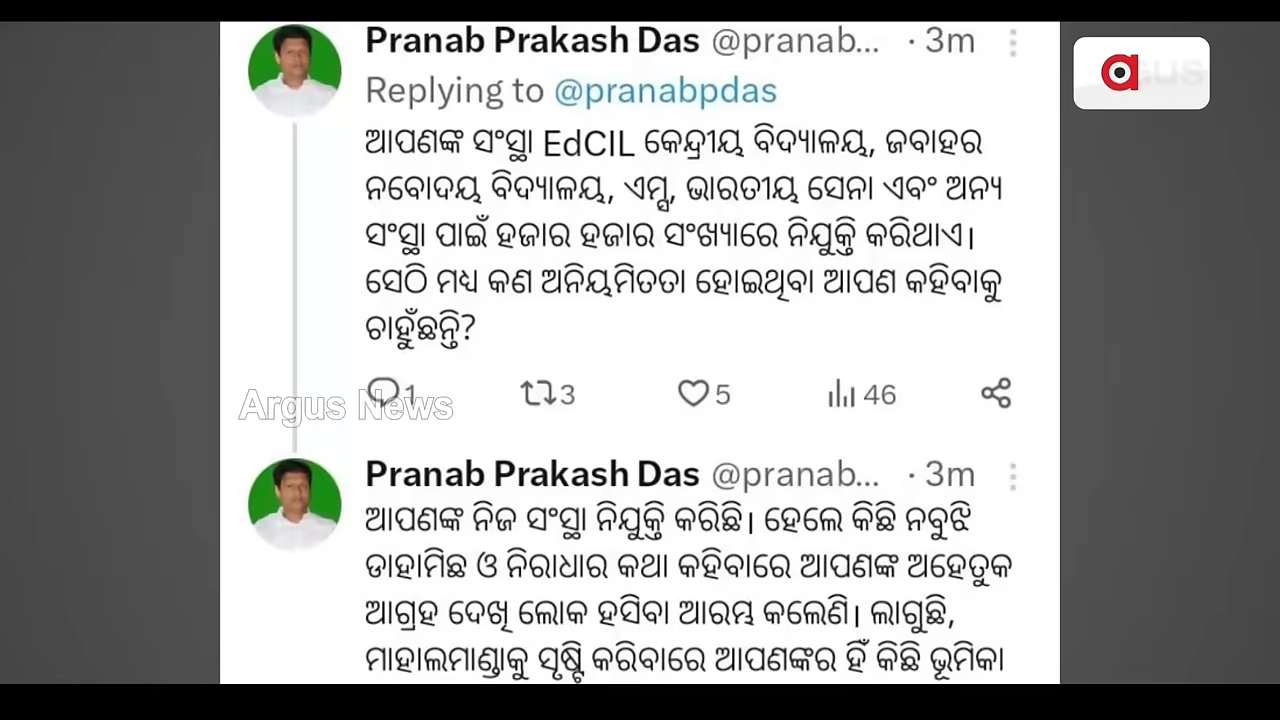 Pranab Prakash Das @pranab... · 3m
Replying to @pranabpdas
ଆପଣଙ୍କ ସଂସ୍ଥା EdCIL କେନ୍ଦ୍ରୀୟ ବିଦ୍ୟାଳୟ, ଜବାହର
ନବୋଦୟ ବିଦ୍ୟାଳୟ, ଏମ୍ସ, ଭାରତୀୟ ସେନା ଏବଂ ଅନ୍ୟ
ସଂସ୍ଥା ପାଇଁ ହଜାର ହଜାର ସଂଖ୍ୟାରେ ନିଯୁକ୍ତି କରିଥାଏ।
ସେଠି ମଧ୍ୟ କଣ ଅନିୟମିତତା ହୋଇଥିବା ଆପଣ କହିବାକୁ
ଚାହୁଁଛନ୍ତି?
1 3 5 46
Argus News
Pranab Prakash Das @pranab... · 3m
ଆପଣଙ୍କ ନିଜ ସଂସ୍ଥା ନିଯୁକ୍ତି କରିଛି। ହେଲେ କିଛି ନବୁଝି
ଡାହାମିଛ ଓ ନିରାଧାର କଥା କହିବାରେ ଆପଣଙ୍କ ଅହେତୁକ
ଆଗ୍ରହ ଦେଖି ଲୋକ ହସିବା ଆରମ୍ଭ କଲେଣି। ଲାଗୁଛି,
ମାହାଲମାଣ୍ଡାକୁ ସୃଷ୍ଟି କରିବାରେ ଆପଣଙ୍କର ହିଁ କିଛି ଭୂମିକା